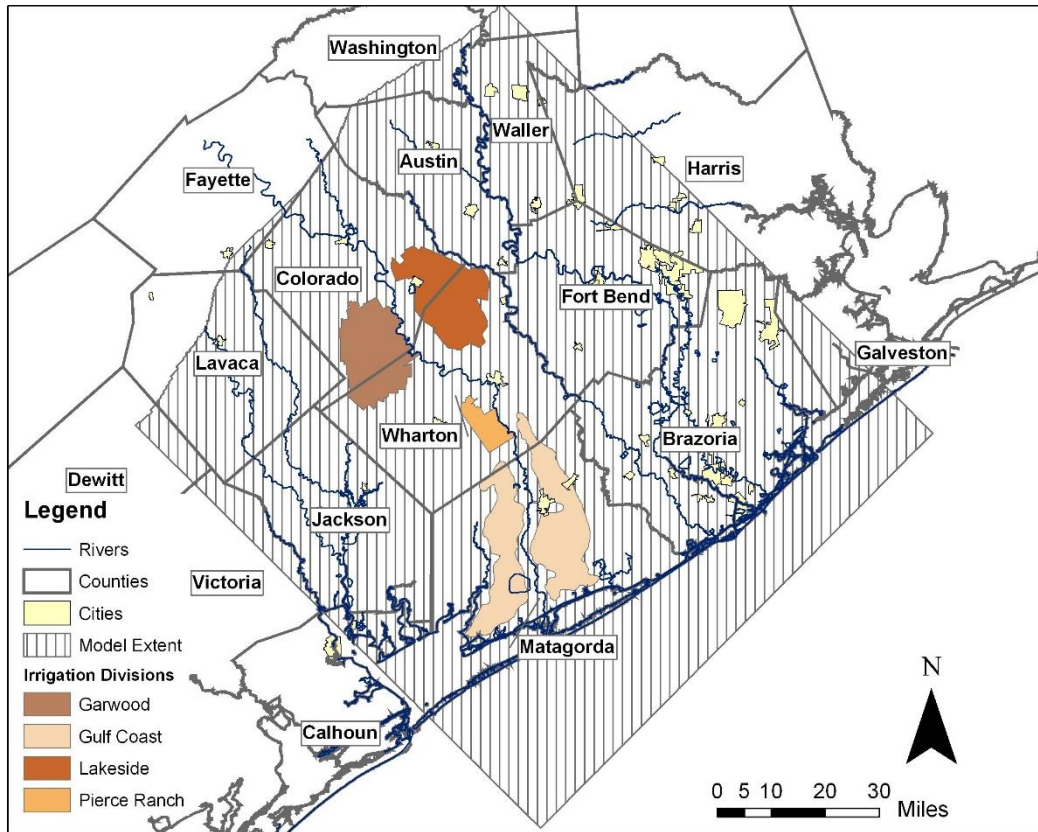 Washington
Waller
Austin
Harris
Fayette
Colorado
Fort Bend
Galveston
Lavaca
Wharton
Brazoria
Dewitt
Jackson
Victoria
Matagorda
Calhoun
Legend
Rivers
Counties
Cities
Model Extent
Irrigation Divisions
Garwood
Gulf Coast
Lakeside
Pierce Ranch
N
0 5 10 20 30
Miles